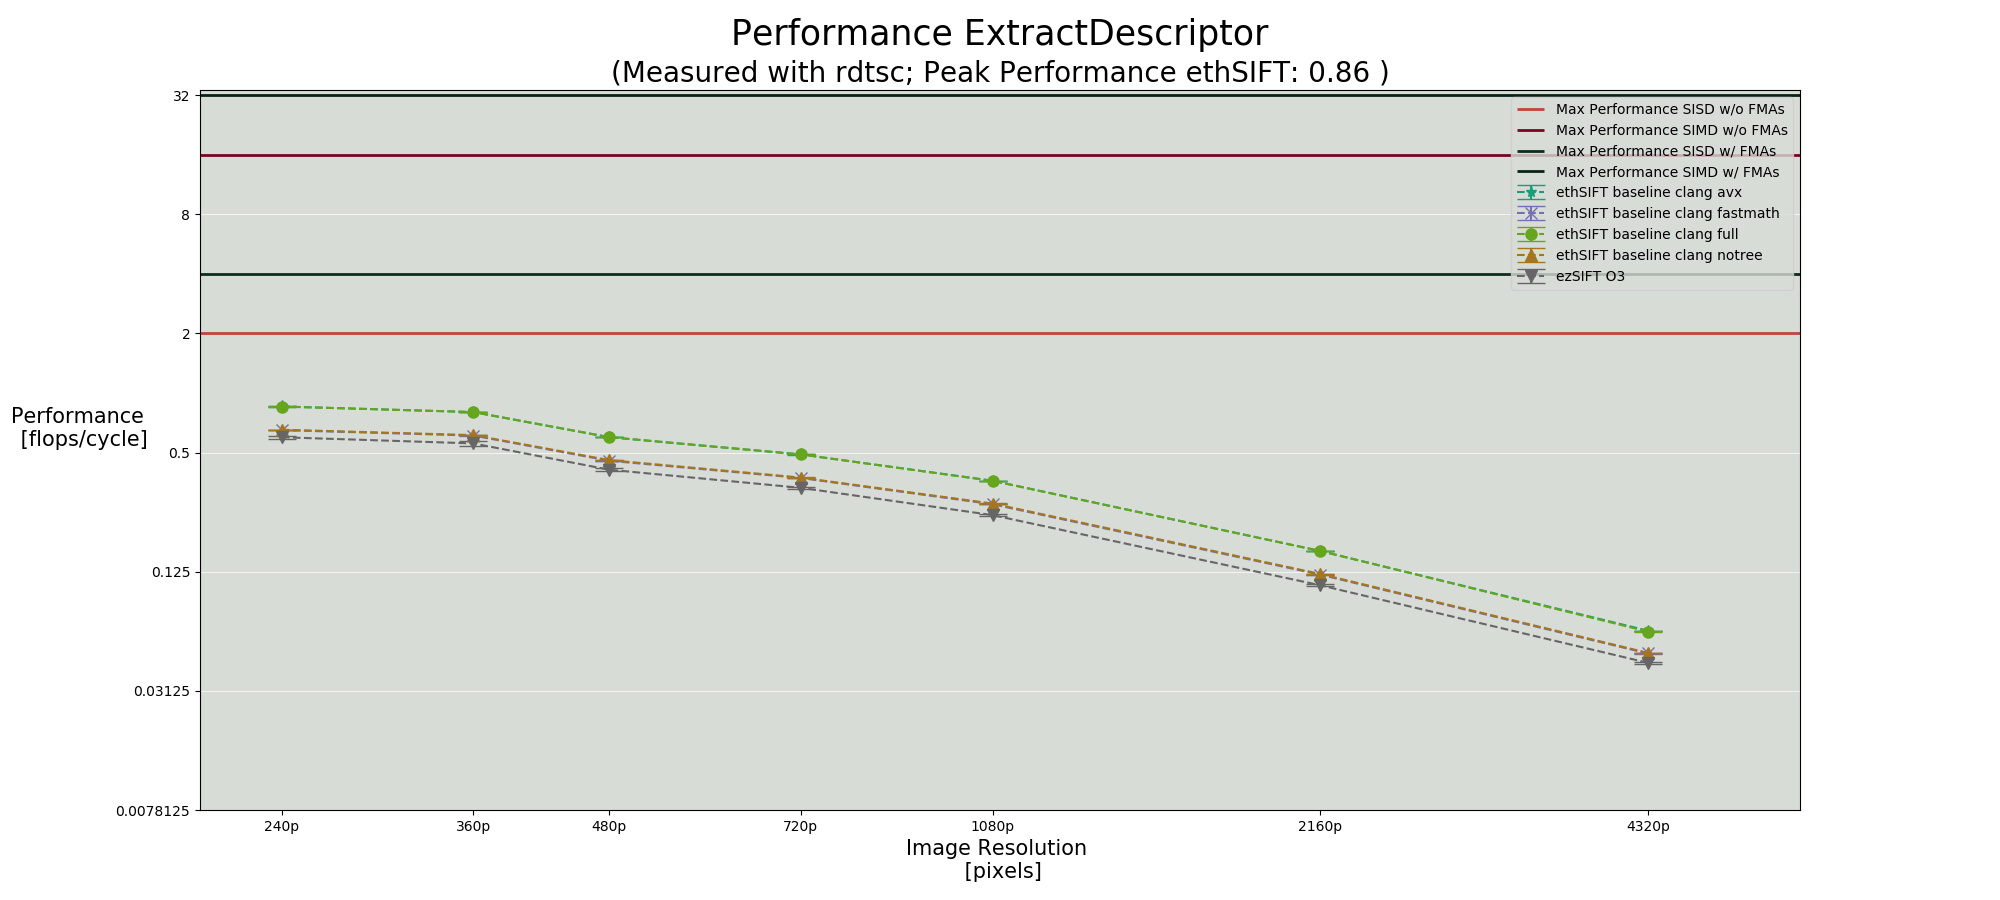 Performance ExtractDescriptor
(Measured with rdtsc; Peak Performance ethSIFT: 0.86 )
32
8
2
0.5
0.125
0.03125
0.0078125
Performance
[flops/cycle]
Max Performance SISD w/o FMAs
Max Performance SIMD w/o FMAs
Max Performance SISD w/ FMAs
Max Performance SIMD w/ FMAs
ethSIFT baseline clang avx
ethSIFT baseline clang fastmath
ethSIFT baseline clang full
ethSIFT baseline clang notree
ezSIFT O3
240p 360p 480p 720p 1080p 2160p 4320p
Image Resolution
[pixels]